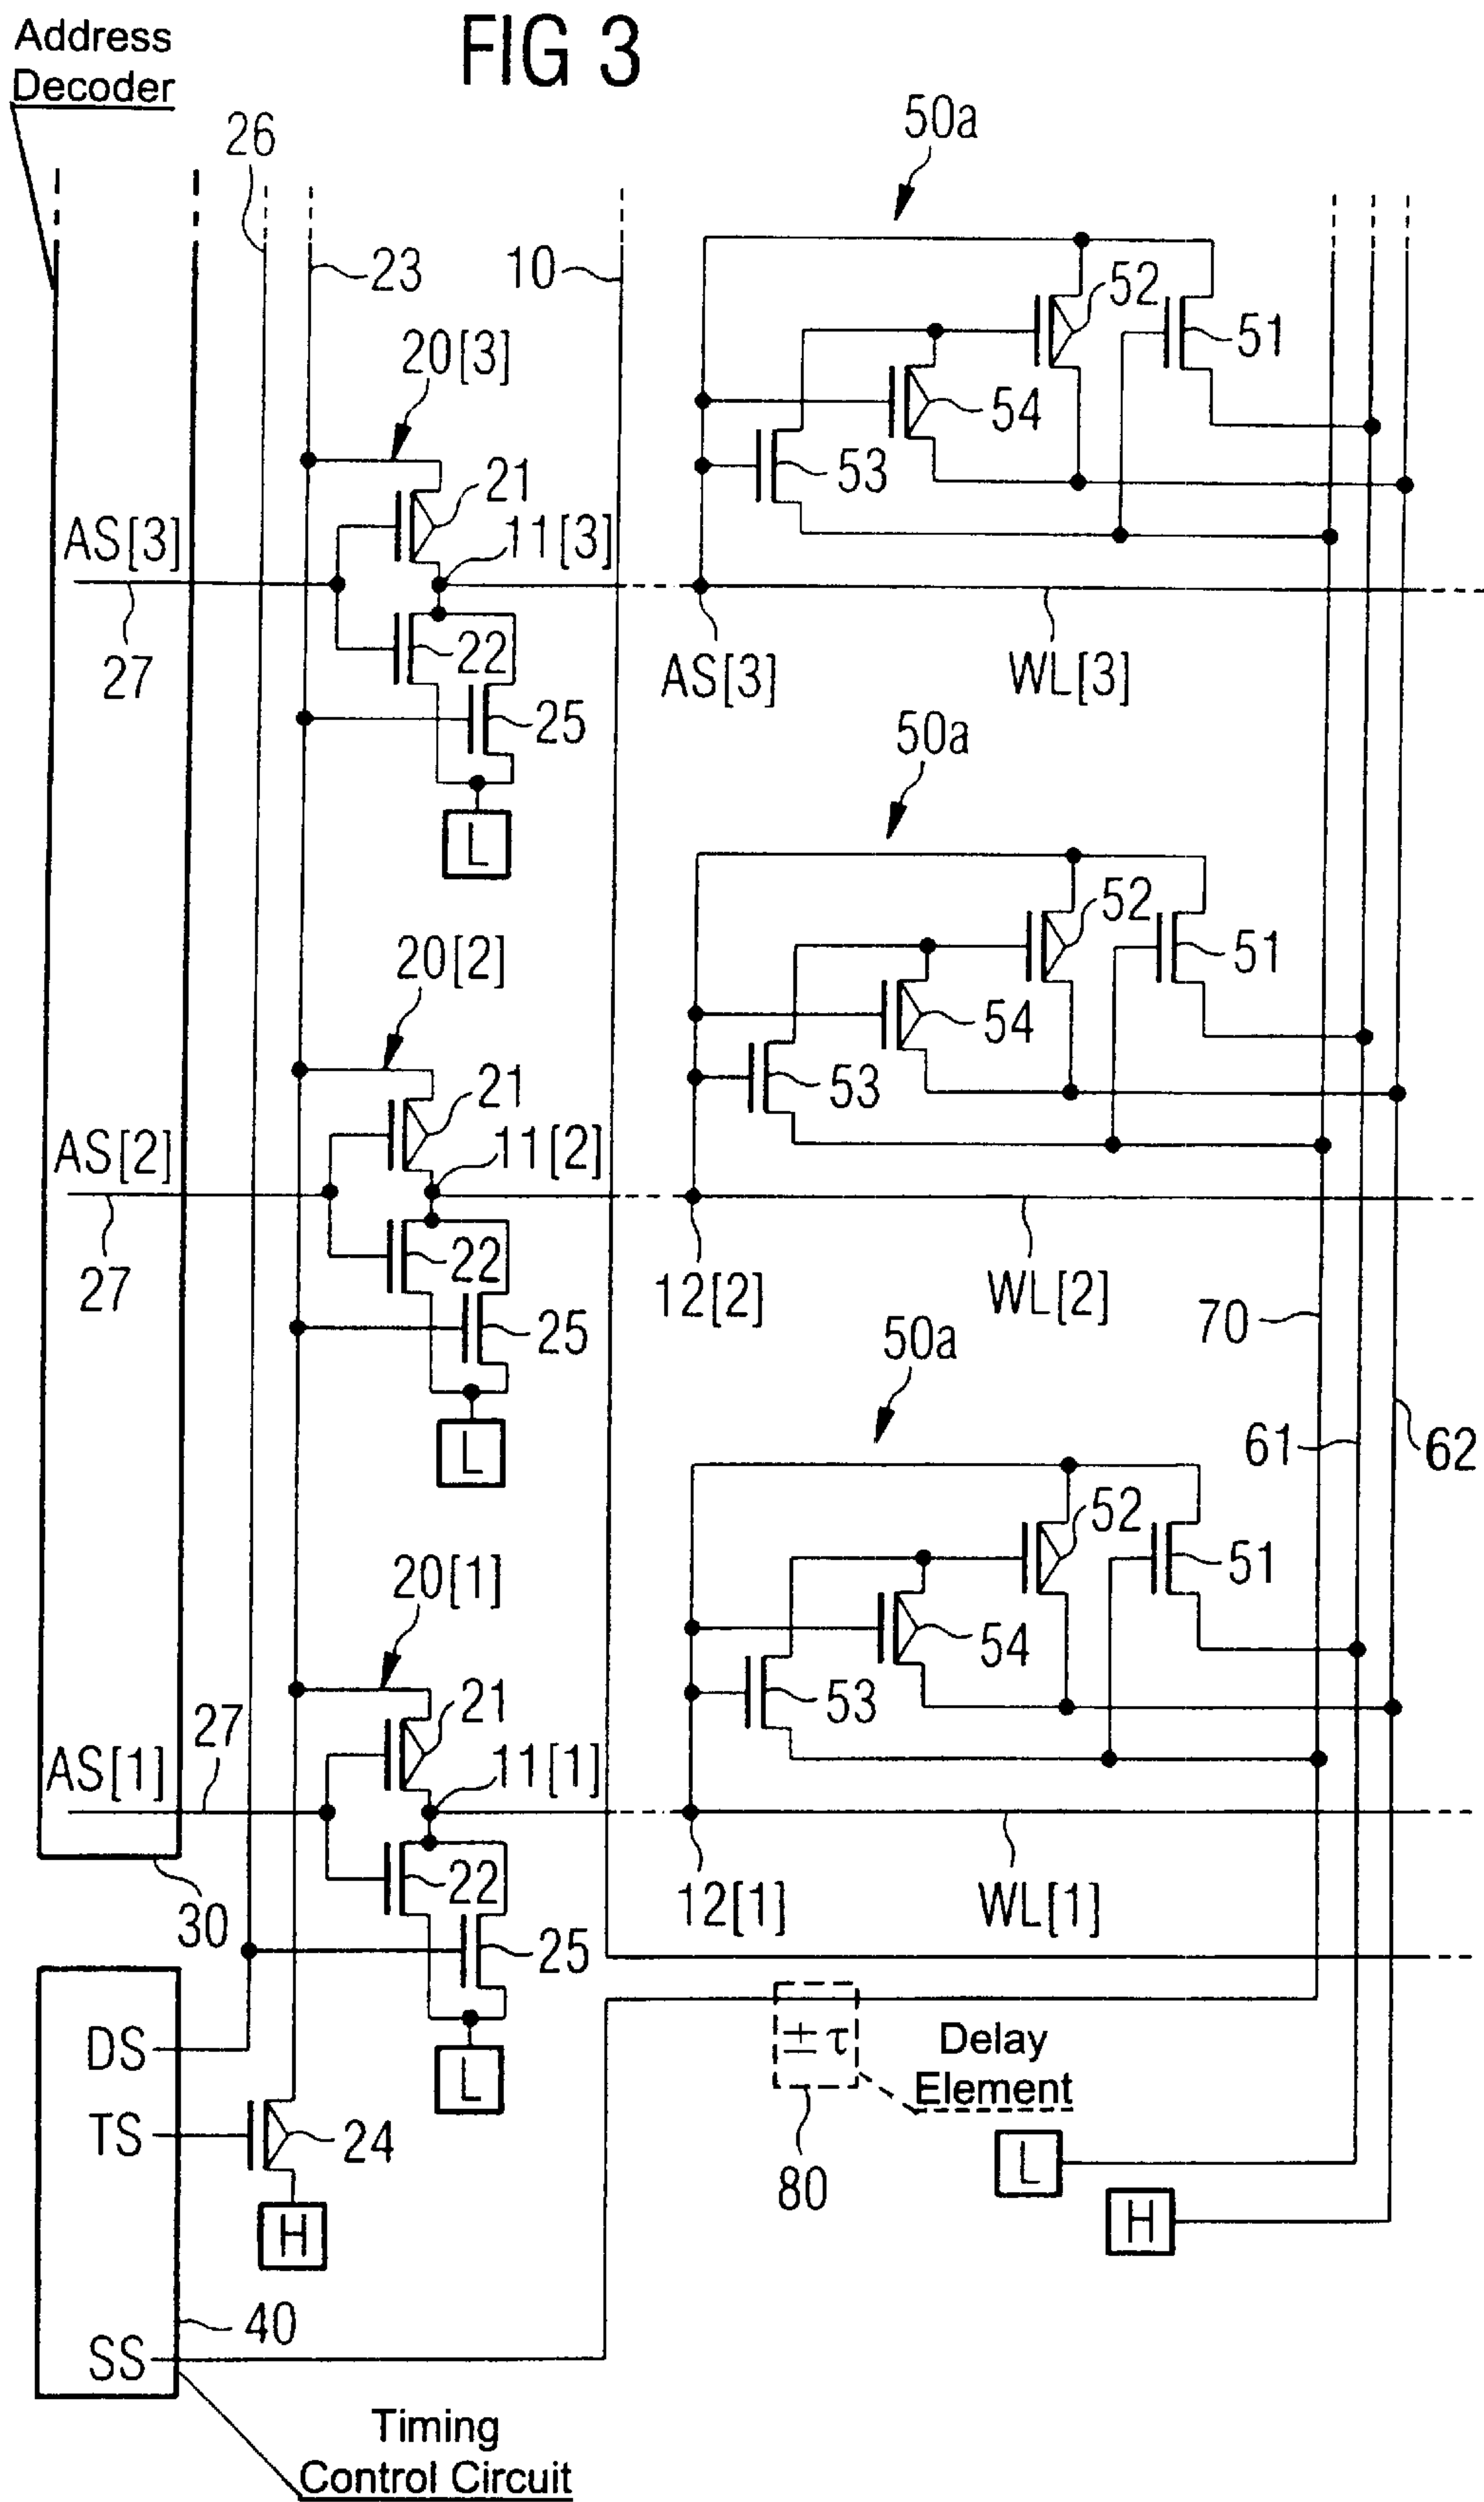 Address
Decoder
FIG 3
26
50a
23
10
52
51
20[3]
54
21
53
AS[3]
11[3]
27
22
AS[3]
WL[3]
25
50a
L
52
51
20[2]
54
21
53
AS[2]
11[2]
27
22
12[2]
WL[2]
70
25
50a
61
62
L
52
51
20[1]
54
21
53
27
AS[1]
11[1]
22
12[1]
WL[1]
30
25
DS
± τ
Delay
Element
L
TS
24
80
L
H
H
40
SS
Timing
Control Circuit